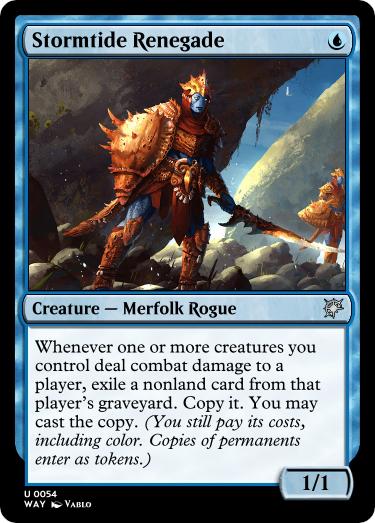 Stormtide Renegade
Creature — Merfolk Rogue
Whenever one or more creatures you
control deal combat damage to a
player, exile a nonland card from that
player's graveyard. Copy it. You may
cast the copy. (You still pay its costs,
including color. Copies of permanents
enter as tokens.)
1/1
U 0054
WAY Vablo